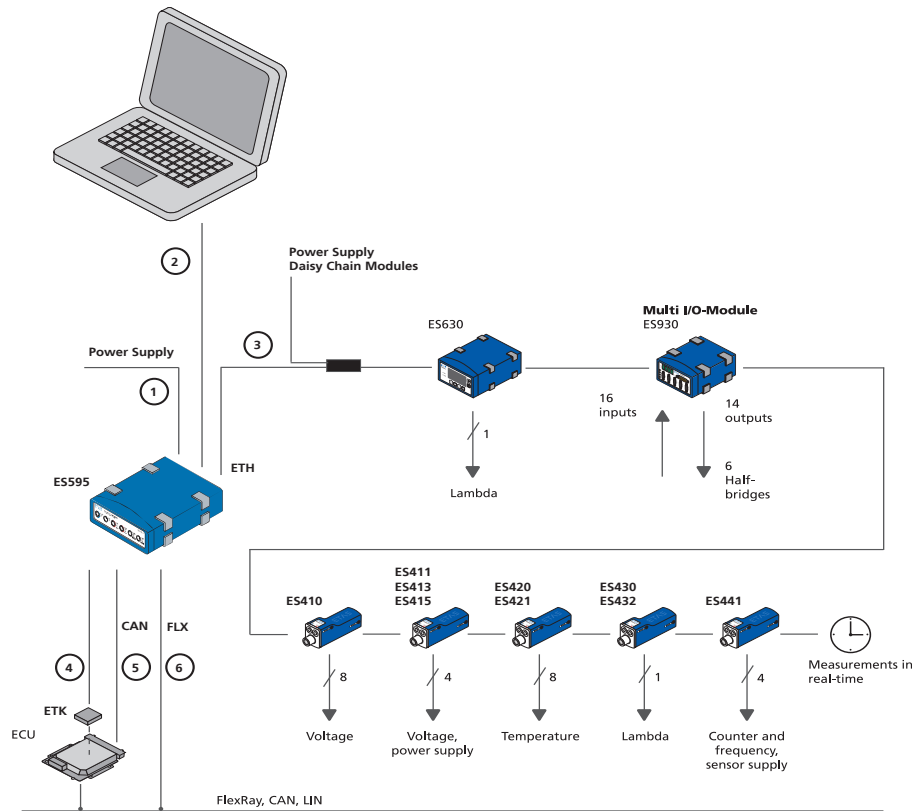 2
Power Supply
Daisy Chain Modules
Multi I/O-Module
ES630
ES930
3
Power Supply
1
16
inputs
14
outputs
1
ETH
6
Half-
bridges
ES595
Lambda
ES411
ES413
ES415
ES410
ES420
ES421
ES430
ES432
ES441
CAN
FLX
4
5
6
Measurements in
real-time
8
4
8
1
4
ETK
ECU
Voltage
Voltage,
power supply
Temperature
Lambda
Counter and
frequency,
sensor supply
FlexRay, CAN, LIN